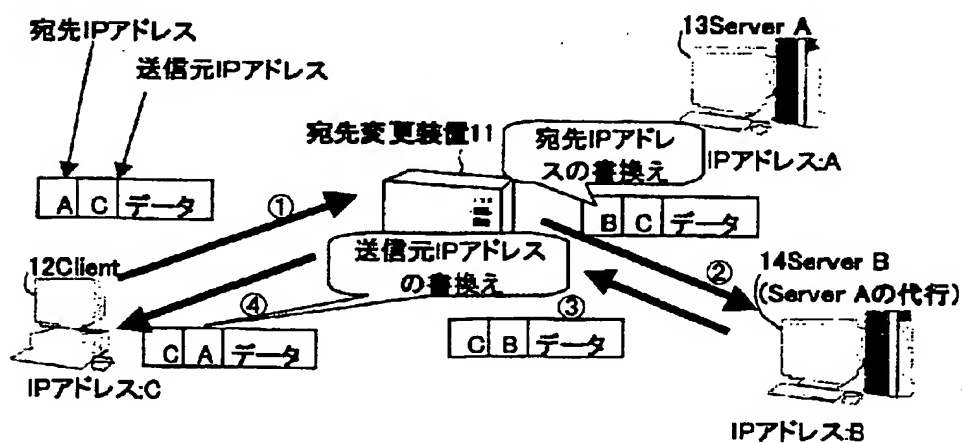 宛先IPアドレス
送信元IPアドレス
13Server A
宛先変更装置11
宛先IPアドレ
スの書換え
IPアドレス:A
A C データ
①
B C データ
12Client
送信元IPアドレス
の書換え
②
14Server B
(Server Aの代行)
④
③
C A データ
C B データ
IPアドレス:C
IPアドレス:B